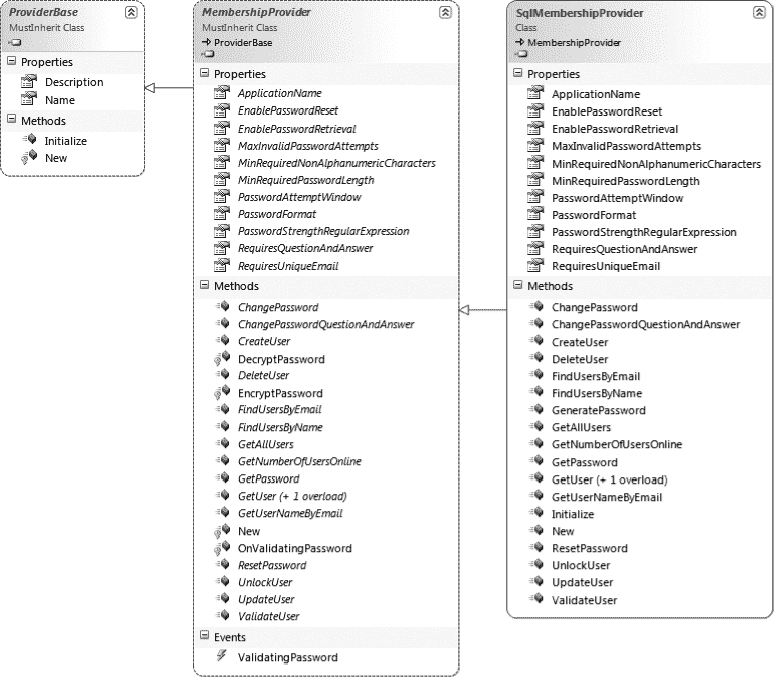 ProviderBase
MustInherit Class
Properties
Description
Name
Methods
Initialize
New
MembershipProvider
MustInherit Class
ProviderBase
Properties
ApplicationName
EnablePasswordReset
EnablePasswordRetrieval
MaxInvalidPasswordAttempts
MinRequiredNonAlphanumericCharacters
MinRequiredPasswordLength
PasswordAttemptWindow
PasswordFormat
PasswordStrengthRegularExpression
RequiresQuestionAndAnswer
RequiresUniqueEmail
Methods
ChangePassword
ChangePasswordQuestionAndAnswer
CreateUser
DecryptPassword
DeleteUser
EncryptPassword
FindUsersByEmail
FindUsersByName
GetAllUsers
GetNumberOfUsersOnline
GetPassword
GetUser (+ 1 overload)
GetUserNameByEmail
New
OnValidatingPassword
ResetPassword
UnlockUser
UpdateUser
ValidateUser
Events
ValidatingPassword
SqlMembershipProvider
Class
MembershipProvider
Properties
ApplicationName
EnablePasswordReset
EnablePasswordRetrieval
MaxInvalidPasswordAttempts
MinRequiredNonAlphanumericCharacters
MinRequiredPasswordLength
PasswordAttemptWindow
PasswordFormat
PasswordStrengthRegularExpression
RequiresQuestionAndAnswer
RequiresUniqueEmail
Methods
ChangePassword
ChangePasswordQuestionAndAnswer
CreateUser
DeleteUser
FindUsersByEmail
FindUsersByName
GeneratePassword
GetAllUsers
GetNumberOfUsersOnline
GetPassword
GetUser (+ 1 overload)
GetUserNameByEmail
Initialize
New
ResetPassword
UnlockUser
UpdateUser
ValidateUser